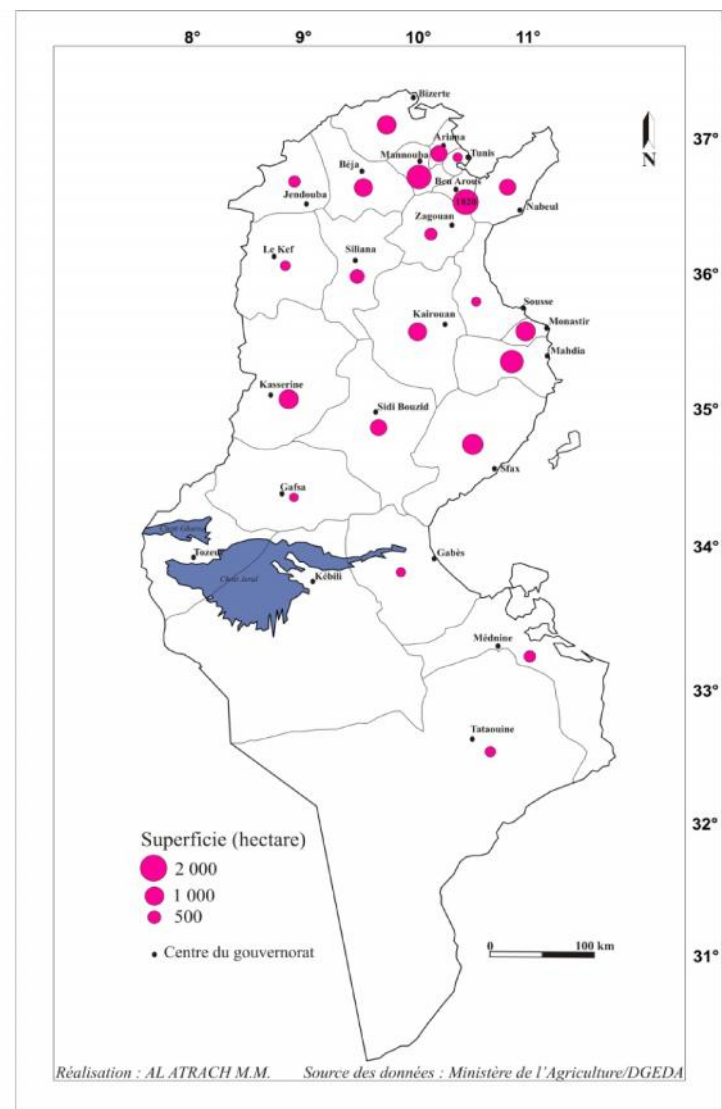 8° 9° 10° 11°
Bizerte
37°
Ariana
Mannouba
Tunis
Béja
Ben Arous
N
Jendouba
1820
Nabeul
Zagouan
Le Kef
Siliana
36°
Sousse
Kairouan
Monastir
Mahdia
Kasserine
Sidi Bouzid
35°
Sfax
Gafsa
34°
Tozeur
Gabès
Chott Jerid
Kébili
Médnine
33°
Tataouine
32°
Superficie (hectare)
2 000
1 000
500
Centre du gouvernorat
0 100 km
31°
Réalisation : AL ATRACH M.M. Source des données : Ministère de l'Agriculture/DGEDA